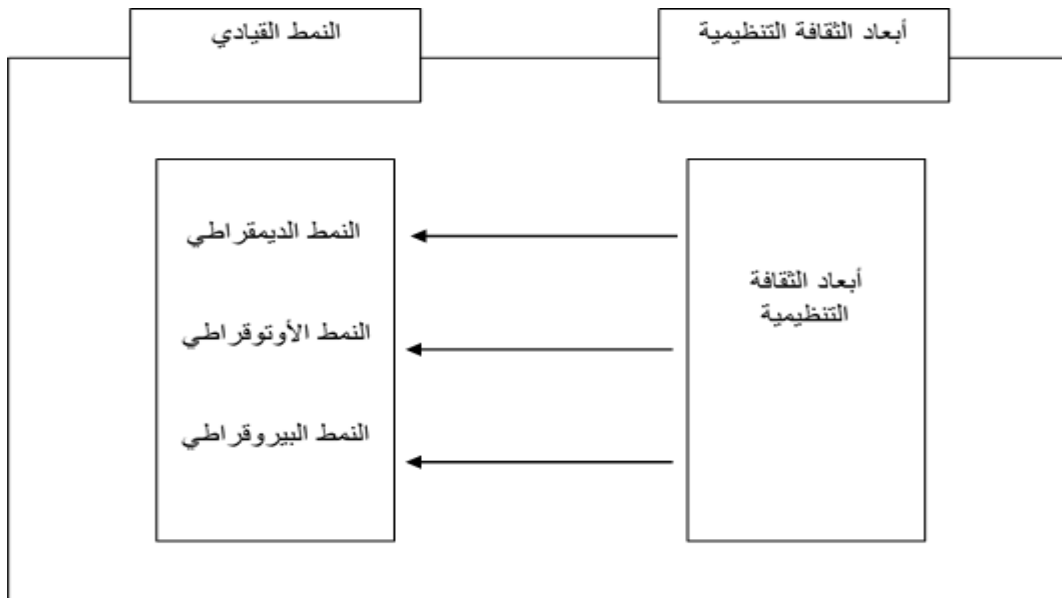 أبعاد الثقافة التنظيمية
النمط القيادي
أبعاد الثقافة
التنظيمية
النمط الديمقراطي
النمط الأوتوقراطي
النمط البيروقراطي